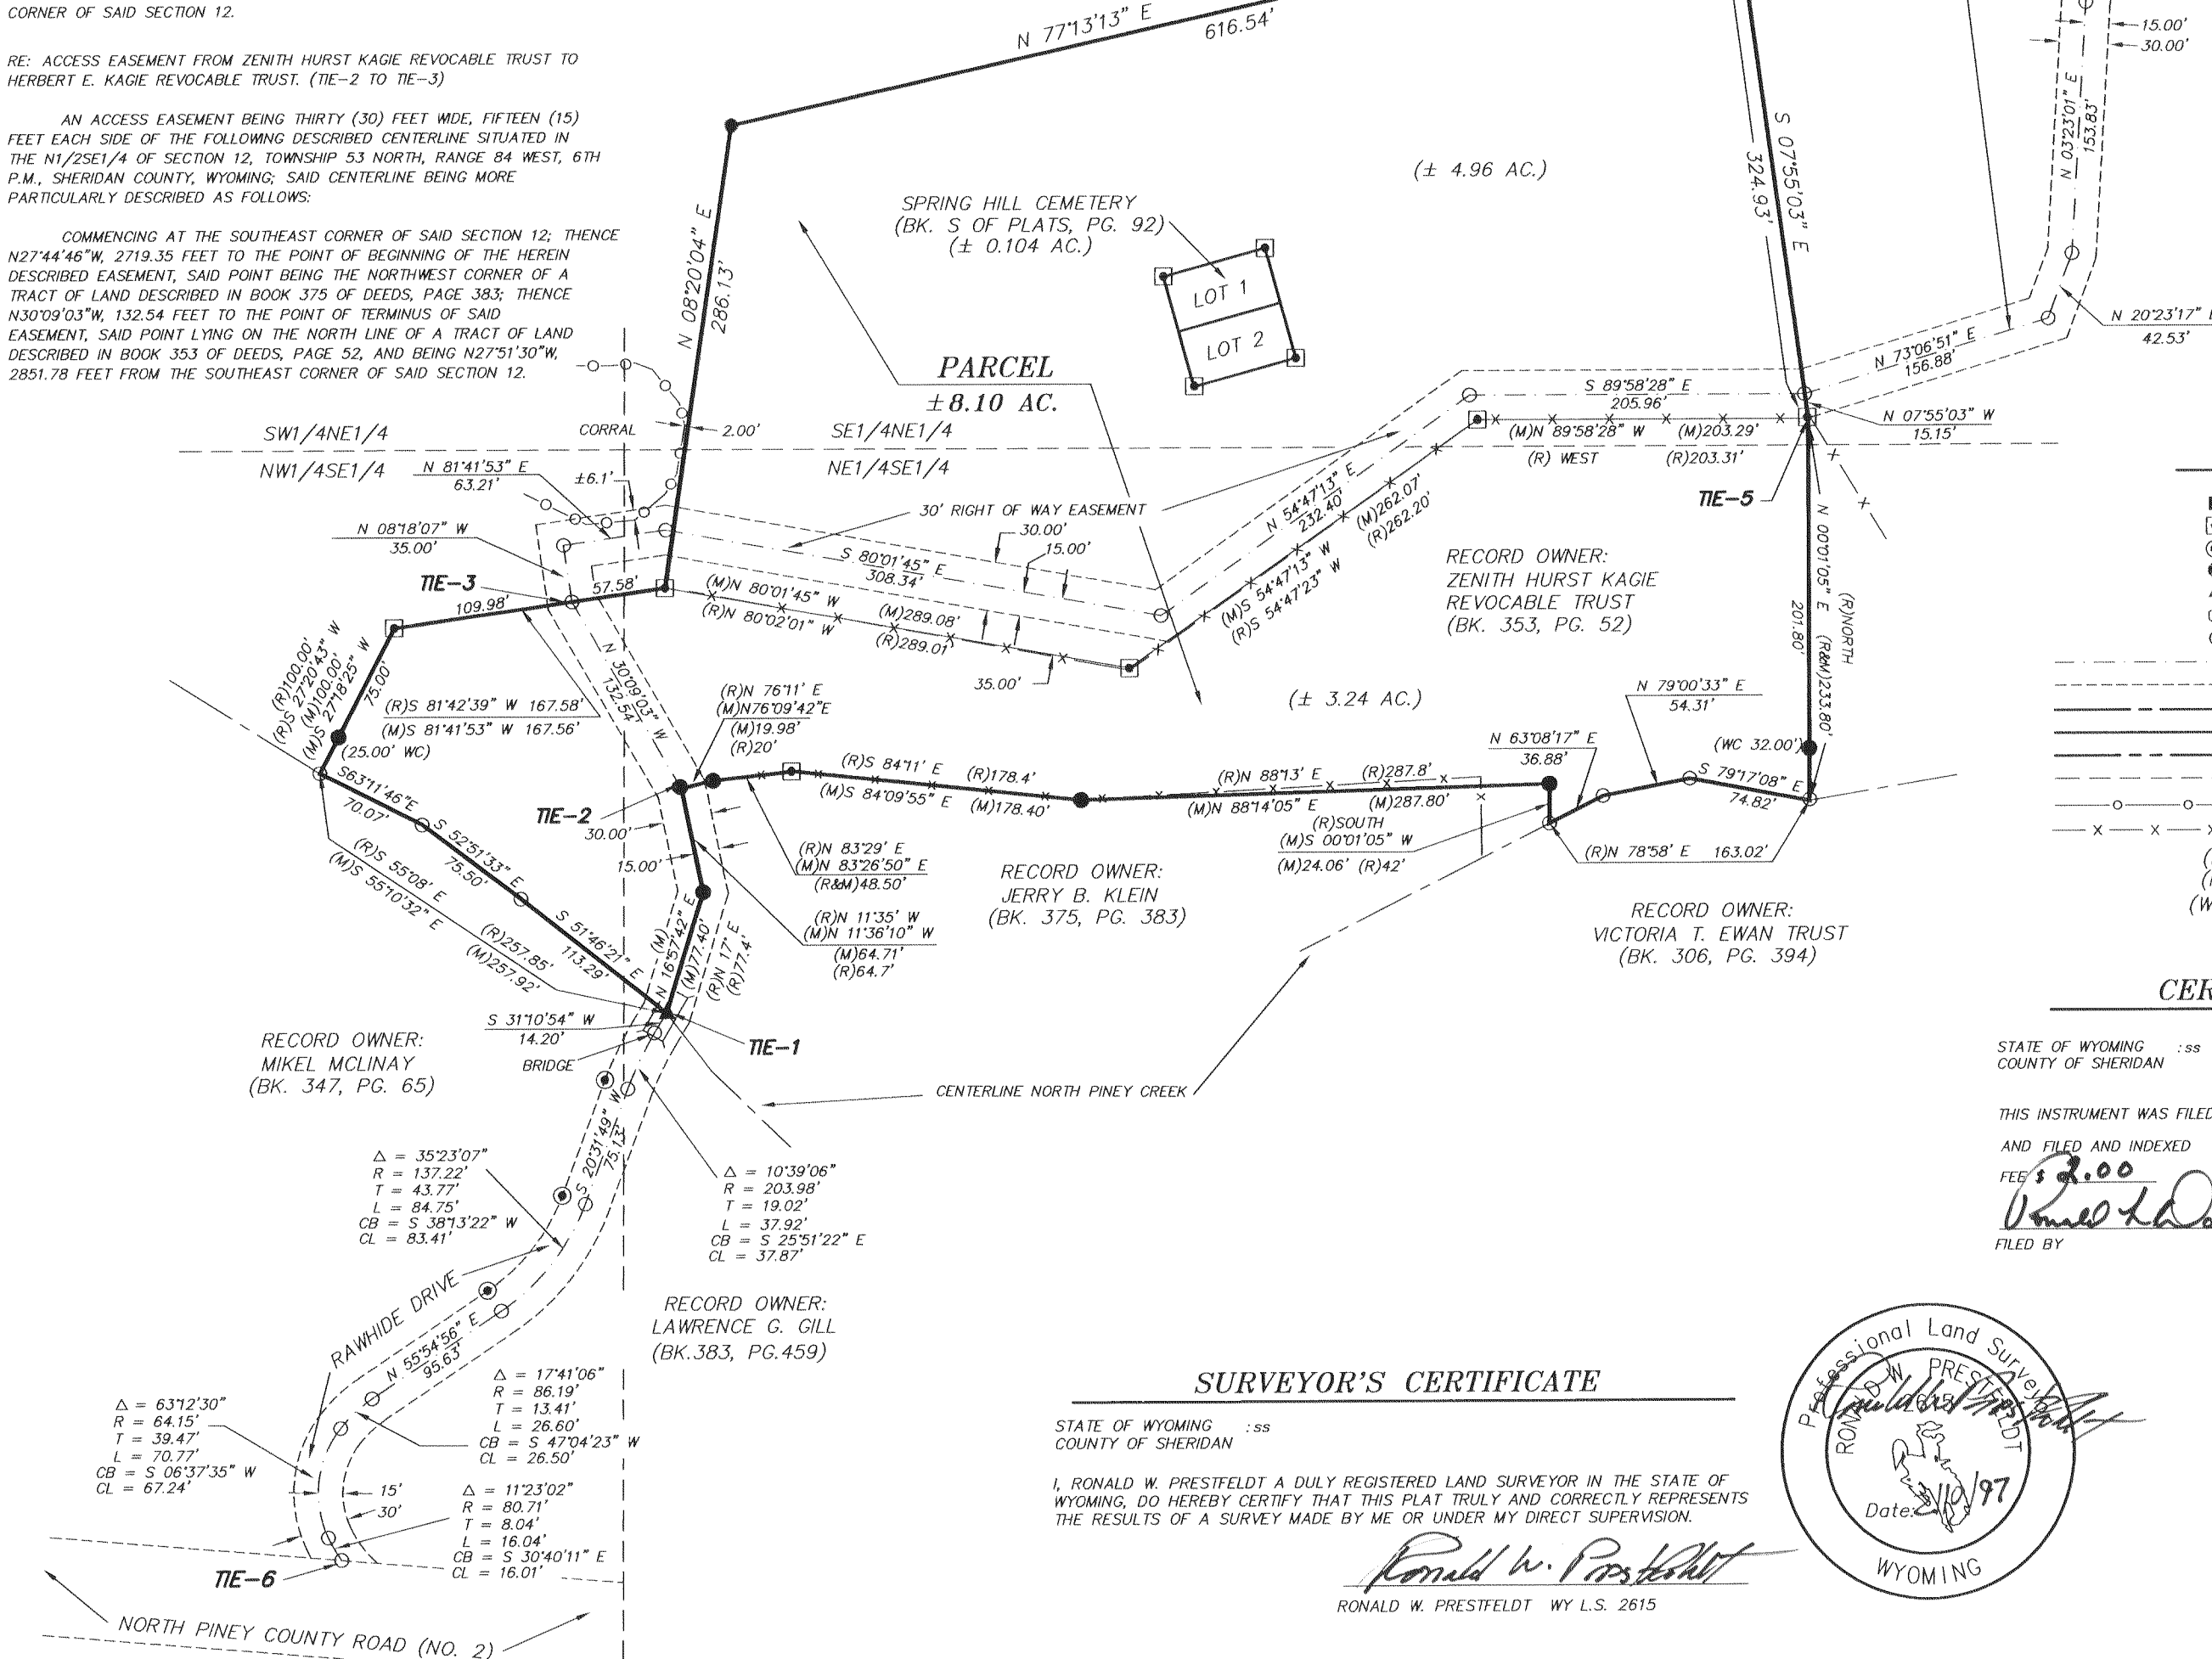 CORNER OF SAID SECTION 12.
RE: ACCESS EASEMENT FROM ZENITH HURST KAGIE REVOCABLE TRUST TO
HERBERT E. KAGIE REVOCABLE TRUST. (TIE-2 TO TIE-3)
AN ACCESS EASEMENT BEING THIRTY (30) FEET WIDE, FIFTEEN (15)
FEET EACH SIDE OF THE FOLLOWING DESCRIBED CENTERLINE SITUATED IN
THE N1/2SE1/4 OF SECTION 12, TOWNSHIP 53 NORTH, RANGE 84 WEST, 6TH
P.M., SHERIDAN COUNTY, WYOMING; SAID CENTERLINE BEING MORE
PARTICULARLY DESCRIBED AS FOLLOWS:
COMMENCING AT THE SOUTHEAST CORNER OF SAID SECTION 12; THENCE
N27°44'46"W, 2719.35 FEET TO THE POINT OF BEGINNING OF THE HEREIN
DESCRIBED EASEMENT, SAID POINT BEING THE NORTHWEST CORNER OF A
TRACT OF LAND DESCRIBED IN BOOK 375 OF DEEDS, PAGE 383; THENCE
N30°09'03"W, 132.54 FEET TO THE POINT OF TERMINUS OF SAID
EASEMENT, SAID POINT LYING ON THE NORTH LINE OF A TRACT OF LAND
DESCRIBED IN BOOK 353 OF DEEDS, PAGE 52, AND BEING N27°51'30"W,
2851.78 FEET FROM THE SOUTHEAST CORNER OF SAID SECTION 12.
N 77°13'13" E
616.54'
15.00'
30.00'
N 03°23'01" E
153.83'
S 07°55'03" E
324.93'
(± 4.96 AC.)
SPRING HILL CEMETERY
(BK. S OF PLATS, PG. 92)
(± 0.104 AC.)
LOT 1
LOT 2
N 08°20'04" E
286.13'
PARCEL
±8.10 AC.
N 20°23'17"
42.53'
N 73°06'51" E
156.88'
S 89°58'28" E
205.96'
N 07°55'03" W
15.15'
(M)N 89°58'28" W (M)203.29'
(R) WEST (R)203.31'
SW1/4NE1/4
CORRAL
2.00'
SE1/4NE1/4
NW1/4SE1/4
NE1/4SE1/4
N 81°41'53" E
63.21'
±6.1'
N 08°18'07" W
35.00'
30' RIGHT OF WAY EASEMENT
30.00'
15.00'
S 80°01'45" E
308.34'
N 54°47'13" E
232.40'
(M)262.07'
(R)262.20'
(M)S 54°47'13" W
(R)S 54°47'23" W
TIE-5
N 00°01'05" E (R&M)233.80'
201.80'
(R)NORTH
TIE-3
57.58'
109.98'
(M)N 80°01'45" W
(R)N 80°02'01" W
(M)289.08'
(R)289.01'
35.00'
RECORD OWNER:
ZENITH HURST KAGIE
REVOCABLE TRUST
(BK. 353, PG. 52)
(R)100.00'
(R)S 27°20'43" W
(M)100.00'
(M)S 27°18'25" W
75.00'
(25.00' WC)
(R)S 81°42'39" W 167.58'
(M)S 81°41'53" W 167.56'
N 30°09'03" W
132.54'
(R)N 76°11' E
(M)N76°09'42"E
(M)19.98'
(R)20'
(± 3.24 AC.)
N 79°00'33" E
54.31'
N 63°08'17" E
36.88'
(WC 32.00')
S 79°17'08" E
74.82'
S63°11'46"E
70.07'
TIE-2
(R)S 84°11' E (R)178.4'
(M)S 84°09'55" E (M)178.40'
(R)N 88°13' E (R)287.8'
(M)N 88°14'05" E (M)287.80'
30.00'
15.00'
S 52°51'33" E
75.50'
(R)S 55°08' E
(M)S 55°10'32" E
(R)257.85'
(M)257.92'
S 51°46'21" E
113.29'
(R)N 83°29' E
(M)N 83°26'50" E
(R&M)48.50'
(R)SOUTH
(M)S 00°01'05" W
(M)24.06' (R)42'
(R)N 78°58' E 163.02'
RECORD OWNER:
JERRY B. KLEIN
(BK. 375, PG. 383)
(R)N 11°35' W
(M)N 11°36'10" W
(M)64.71'
(R)64.7'
RECORD OWNER:
VICTORIA T. EWAN TRUST
(BK. 306, PG. 394)
(M)
N 16°57'42" E
(M)77.40'
(R)N 17° E
(R)77.4'
S 31°10'54" W
14.20'
BRIDGE
TIE-1
RECORD OWNER:
MIKEL MCLINAY
(BK. 347, PG. 65)
CENTERLINE NORTH PINEY CREEK
CER
STATE OF WYOMING :ss
COUNTY OF SHERIDAN
THIS INSTRUMENT WAS FILED
AND FILED AND INDEXED
FEE $ 2.00
FILED BY
S 20°31'49" W
75.13'
Δ = 35°23'07"
R = 137.22'
T = 43.77'
L = 84.75'
CB = S 38°13'22" W
CL = 83.41'
Δ = 10°39'06"
R = 203.98'
T = 19.02'
L = 37.92'
CB = S 25°51'22" E
CL = 37.87'
RAWHIDE DRIVE
N 55°54'56" E
95.63'
RECORD OWNER:
LAWRENCE G. GILL
(BK.383, PG.459)
Δ = 63°12'30"
R = 64.15'
T = 39.47'
L = 70.77'
CB = S 06°37'35" W
CL = 67.24'
Δ = 17°41'06"
R = 86.19'
T = 13.41'
L = 26.60'
CB = S 47°04'23" W
CL = 26.50'
15'
30'
Δ = 11°23'02"
R = 80.71'
T = 8.04'
L = 16.04'
CB = S 30°40'11" E
CL = 16.01'
TIE-6
NORTH PINEY COUNTY ROAD (NO. 2)
SURVEYOR'S CERTIFICATE
STATE OF WYOMING :ss
COUNTY OF SHERIDAN
I, RONALD W. PRESTFELDT A DULY REGISTERED LAND SURVEYOR IN THE STATE OF
WYOMING, DO HEREBY CERTIFY THAT THIS PLAT TRULY AND CORRECTLY REPRESENTS
THE RESULTS OF A SURVEY MADE BY ME OR UNDER MY DIRECT SUPERVISION.
Ronald W. Prestfeldt
RONALD W. PRESTFELDT WY L.S. 2615
Professional Land Surveyor
RONALD W. PRESTFELDT
2615
Date:
WYOMING